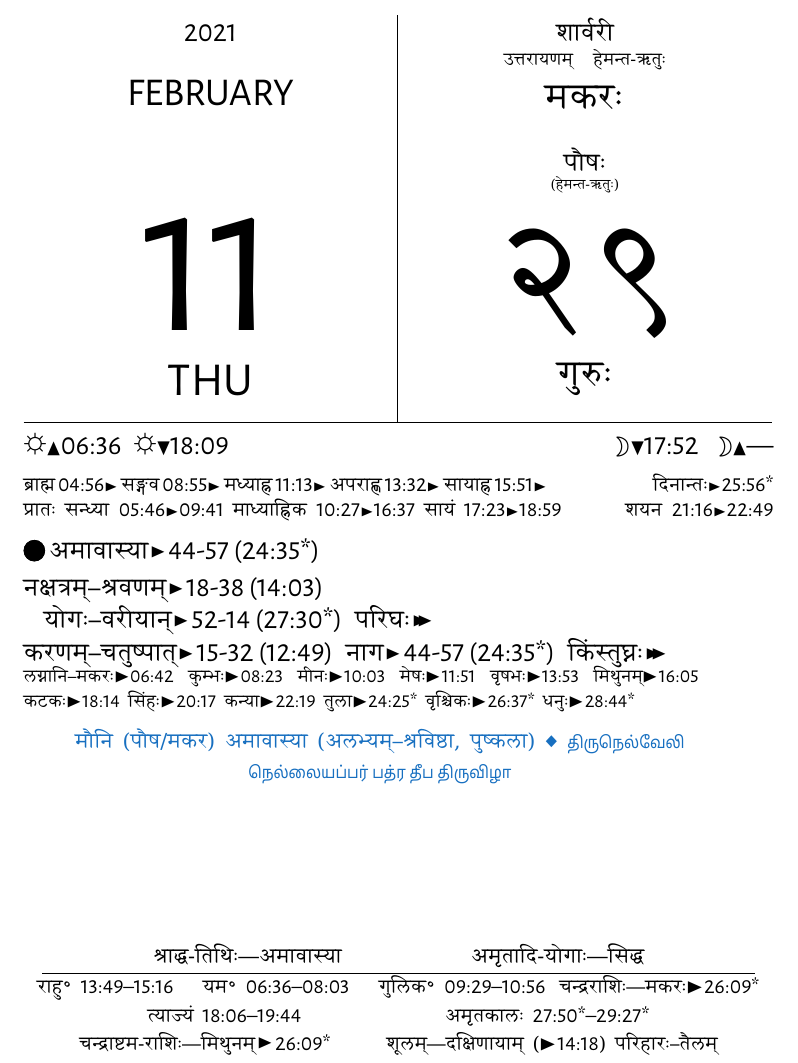 2021
FEBRUARY
11
THU
शार्वरी
उत्तरायणम् हेमन्त-ऋतुः
मकरः
पौषः
(हेमन्त-ऋतुः)
२९
गुरुः
☼▲06:36 ☼▼18:09 ☽▼17:52 ☽▲—
ब्राह्म 04:56► सङ्गव 08:55► मध्याह्न 11:13► अपराह्ण 13:32► सायाह्न 15:51► दिनान्तः►25:56*
प्रातः सन्ध्या 05:46►09:41 माध्याह्निक 10:27►16:37 सायं 17:23►18:59 शयन 21:16►22:49
●अमावास्या►44-57 (24:35*)
नक्षत्रम्–श्रवणम्►18-38 (14:03)
योगः–वरीयान्►52-14 (27:30*) परिघः►►
करणम्–चतुष्पात्►15-32 (12:49) नाग►44-57 (24:35*) किंस्तुघ्नः►►
लग्नानि–मकरः►06:42 कुम्भः►08:23 मीनः►10:03 मेषः►11:51 वृषभः►13:53 मिथुनम्►16:05
कटकः►18:14 सिंहः►20:17 कन्या►22:19 तुला►24:25* वृश्चिकः►26:37* धनुः►28:44*
मौनि (पौष/मकर) अमावास्या (अलभ्यम्–श्रविष्ठा, पुष्कला) ◆ திருநெல்வேலி
நெல்லையப்பர் பத்ர தீப திருவிழா
श्राद्ध-तिथिः—अमावास्या अमृतादि-योगाः—सिद्ध
राहु॰ 13:49–15:16 यम॰ 06:36–08:03 गुलिक॰ 09:29–10:56 चन्द्रराशिः—मकरः►26:09*
त्याज्यं 18:06–19:44 अमृतकालः 27:50*–29:27*
चन्द्राष्टम-राशिः—मिथुनम्►26:09* शूलम्—दक्षिणायाम् (►14:18) परिहारः–तैलम्